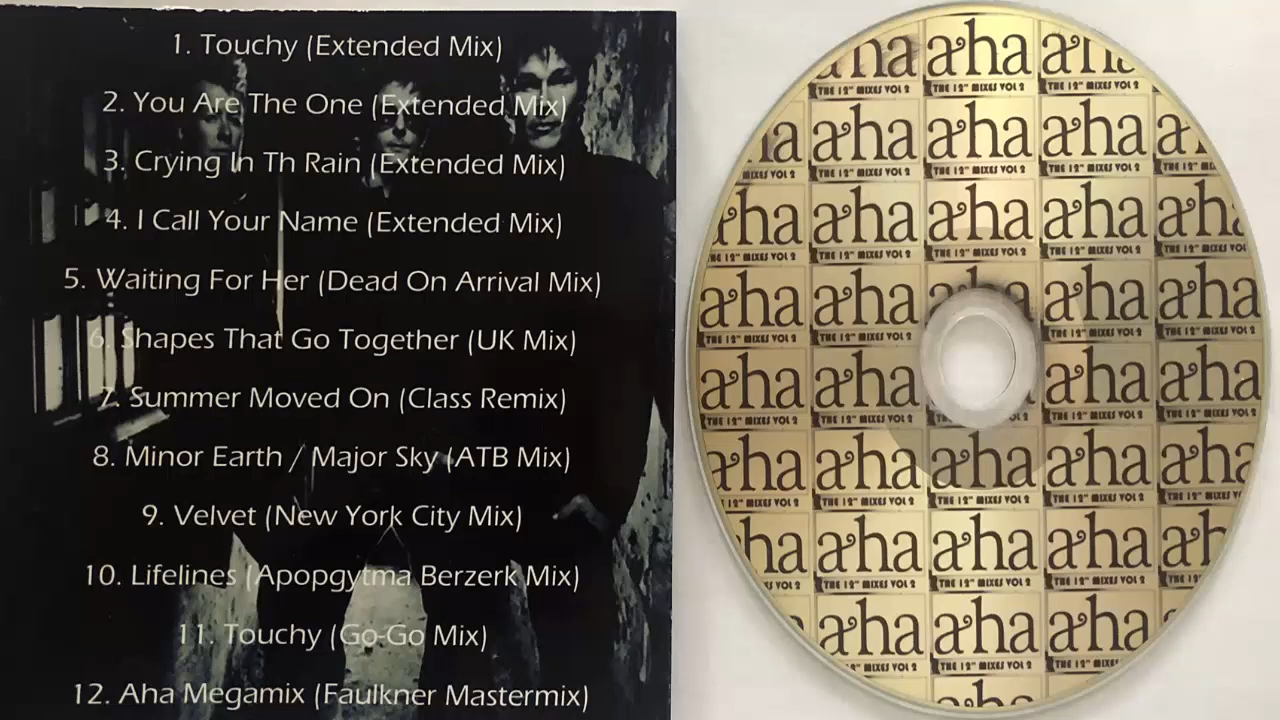 1. Touchy (Extended Mix)
2. You Are The One (Extended Mix)
3. Crying In Th Rain (Extended Mix)
4. I Call Your Name (Extended Mix)
5. Waiting For Her (Dead On Arrival Mix)
6. Shapes That Go Together (UK Mix)
7. Summer Moved On (Class Remix)
8. Minor Earth / Major Sky (ATB Mix)
9. Velvet (New York City Mix)
10. Lifelines (Apopgytma Berzerk Mix)
11. Touchy (Go-Go Mix)
12. Aha Megamix (Faulkner Mastermix)
a-ha
THE 12" MIXES VOL 2